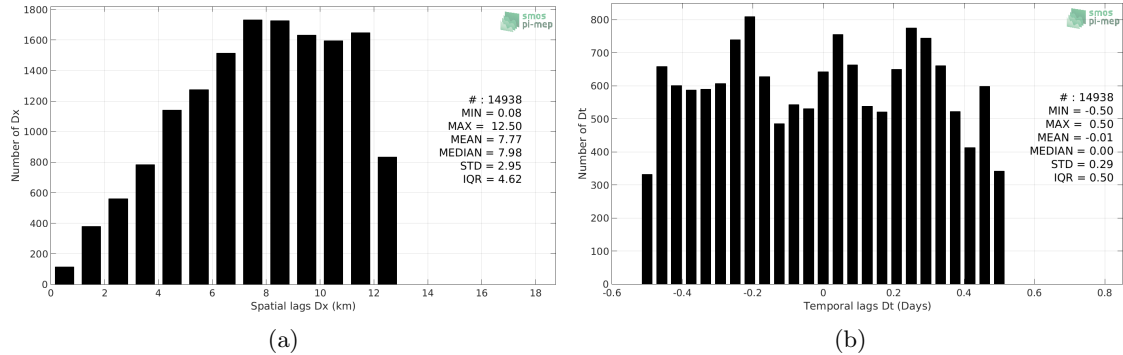 1800
1600
1400
1200
1000
800
600
400
200
0
Number of Dx
smos
pi-mep
# : 14938
MIN = 0.08
MAX = 12.50
MEAN = 7.77
MEDIAN = 7.98
STD = 2.95
IQR = 4.62
0 2 4 6 8 10 12 14 16 18
Spatial lags Dx (km)
(a)
800
700
600
500
400
300
200
100
0
Number of Dt
smos
pi-mep
# : 14938
MIN = -0.50
MAX = 0.50
MEAN = -0.01
MEDIAN = 0.00
STD = 0.29
IQR = 0.50
-0.6 -0.4 -0.2 0 0.2 0.4 0.6 0.8
Temporal lags Dt (Days)
(b)